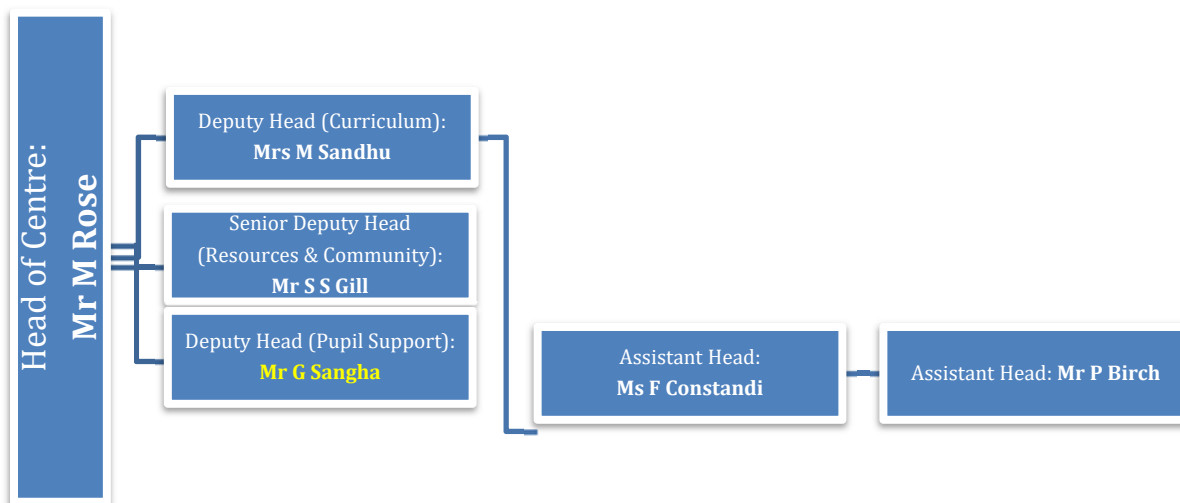 Head of Centre:
Mr M Rose
Deputy Head (Curriculum):
Mrs M Sandhu
Senior Deputy Head
(Resources & Community):
Mr S S Gill
Deputy Head (Pupil Support):
Mr G Sangha
Assistant Head:
Ms F Constandi
Assistant Head: Mr P Birch